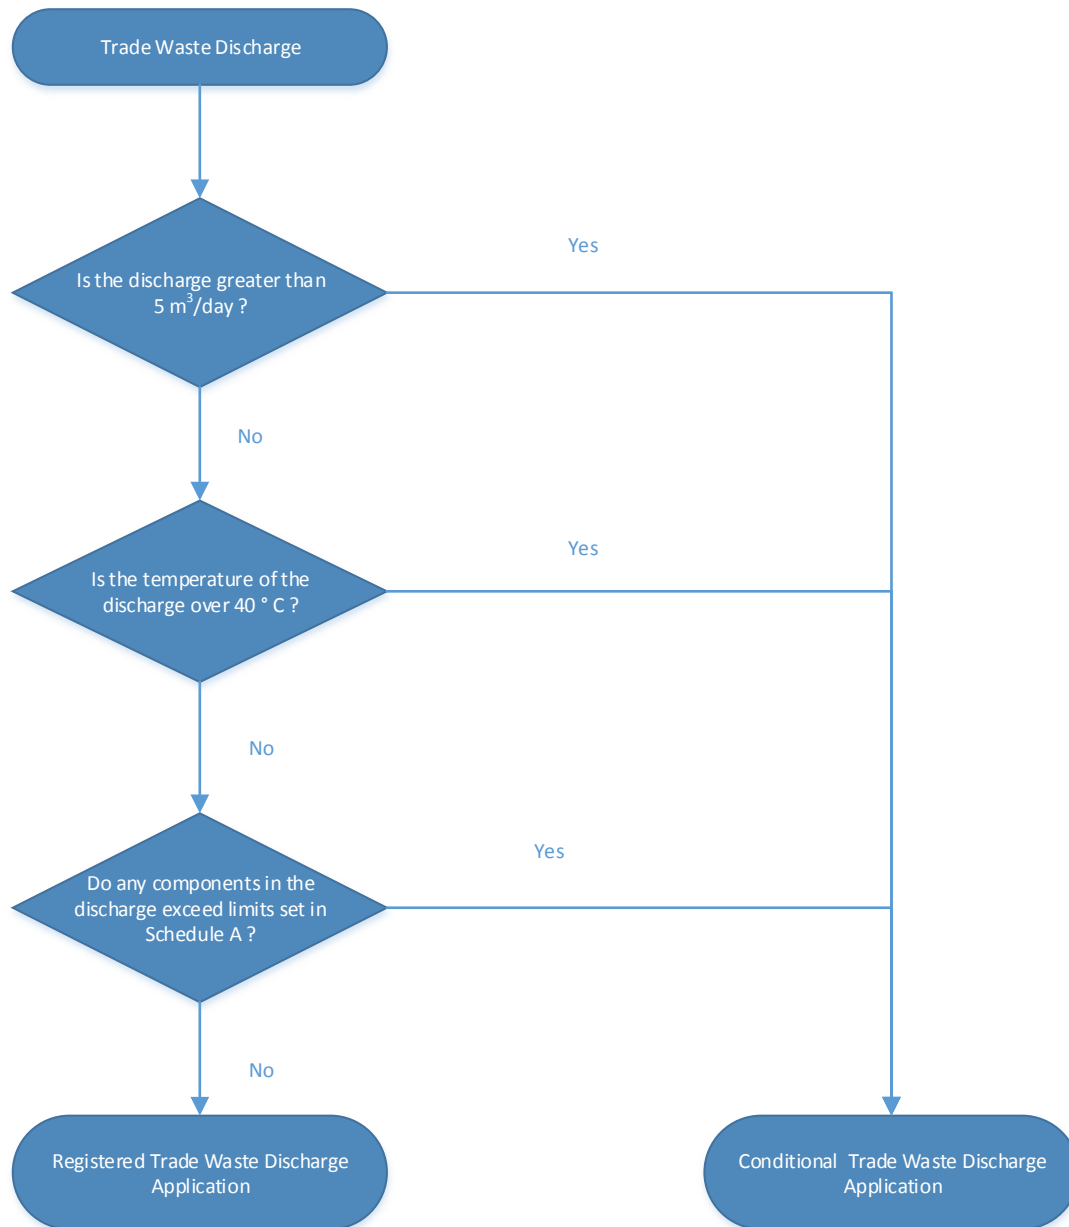 Trade Waste Discharge
Yes
Is the discharge greater than
5 m³/day ?
No
Yes
Is the temperature of the
discharge over 40 ° C ?
No
Yes
Do any components in the
discharge exceed limits set in
Schedule A ?
No
Registered Trade Waste Discharge
Application
Conditional Trade Waste Discharge
Application